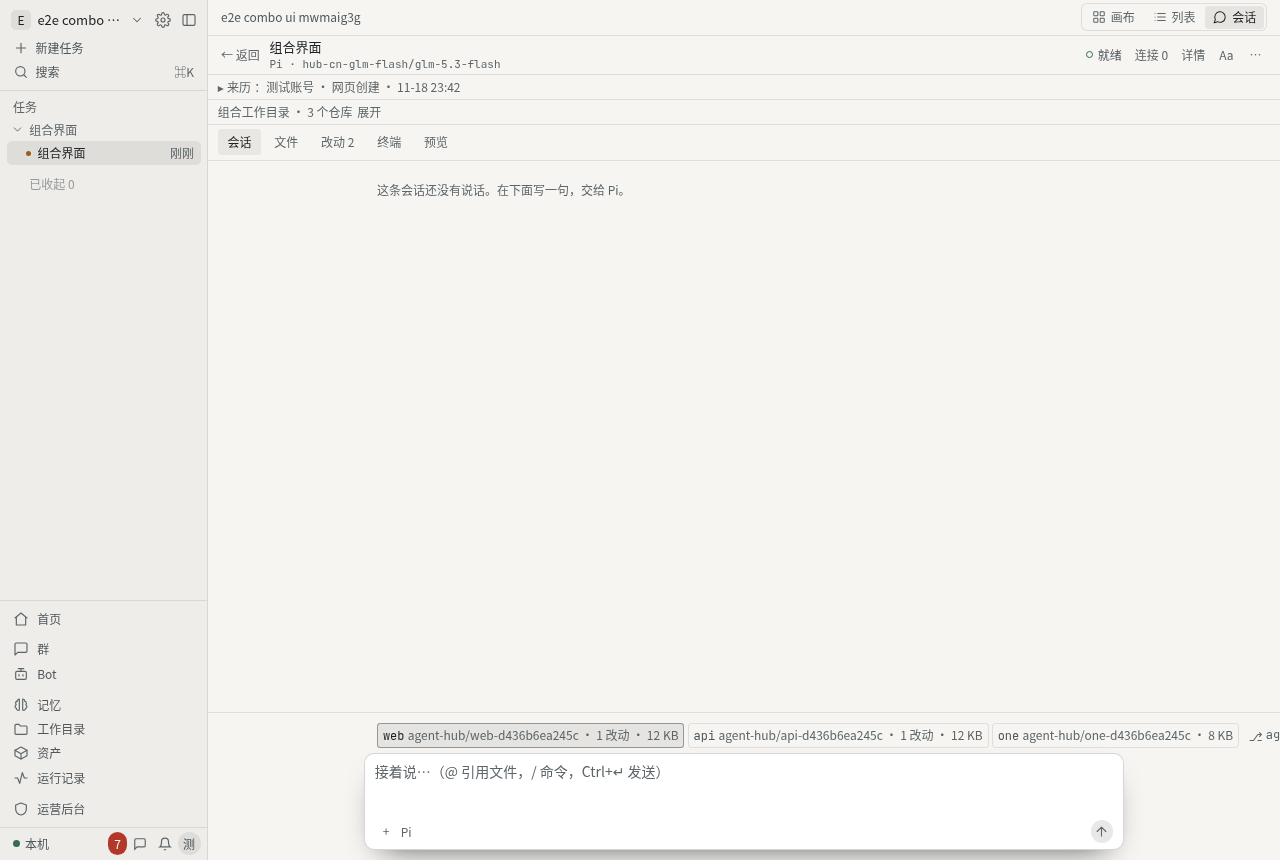 E e2e combo ···
新建任务
搜索 ⌘K
任务
组合界面
组合界面 刚刚
已收起 0
首页
群
Bot
记忆
工作目录
资产
运行记录
运营后台
本机 7 测
e2e combo ui mwmaig3g
画布 列表 会话
← 返回 组合界面
Pi · hub-cn-glm-flash/glm-5.3-flash
就绪 连接 0 详情 Aa ···
▸ 来历： 测试账号 · 网页创建 · 11-18 23:42
组合工作目录 · 3 个仓库 展开
会话 文件 改动 2 终端 预览
这条会话还没有说话。在下面写一句，交给 Pi。
web agent-hub/web-d436b6ea245c · 1 改动 · 12 KB
api agent-hub/api-d436b6ea245c · 1 改动 · 12 KB
one agent-hub/one-d436b6ea245c · 8 KB
⎇ ag
接着说…（@ 引用文件，/ 命令，Ctrl+↵ 发送）
+ Pi